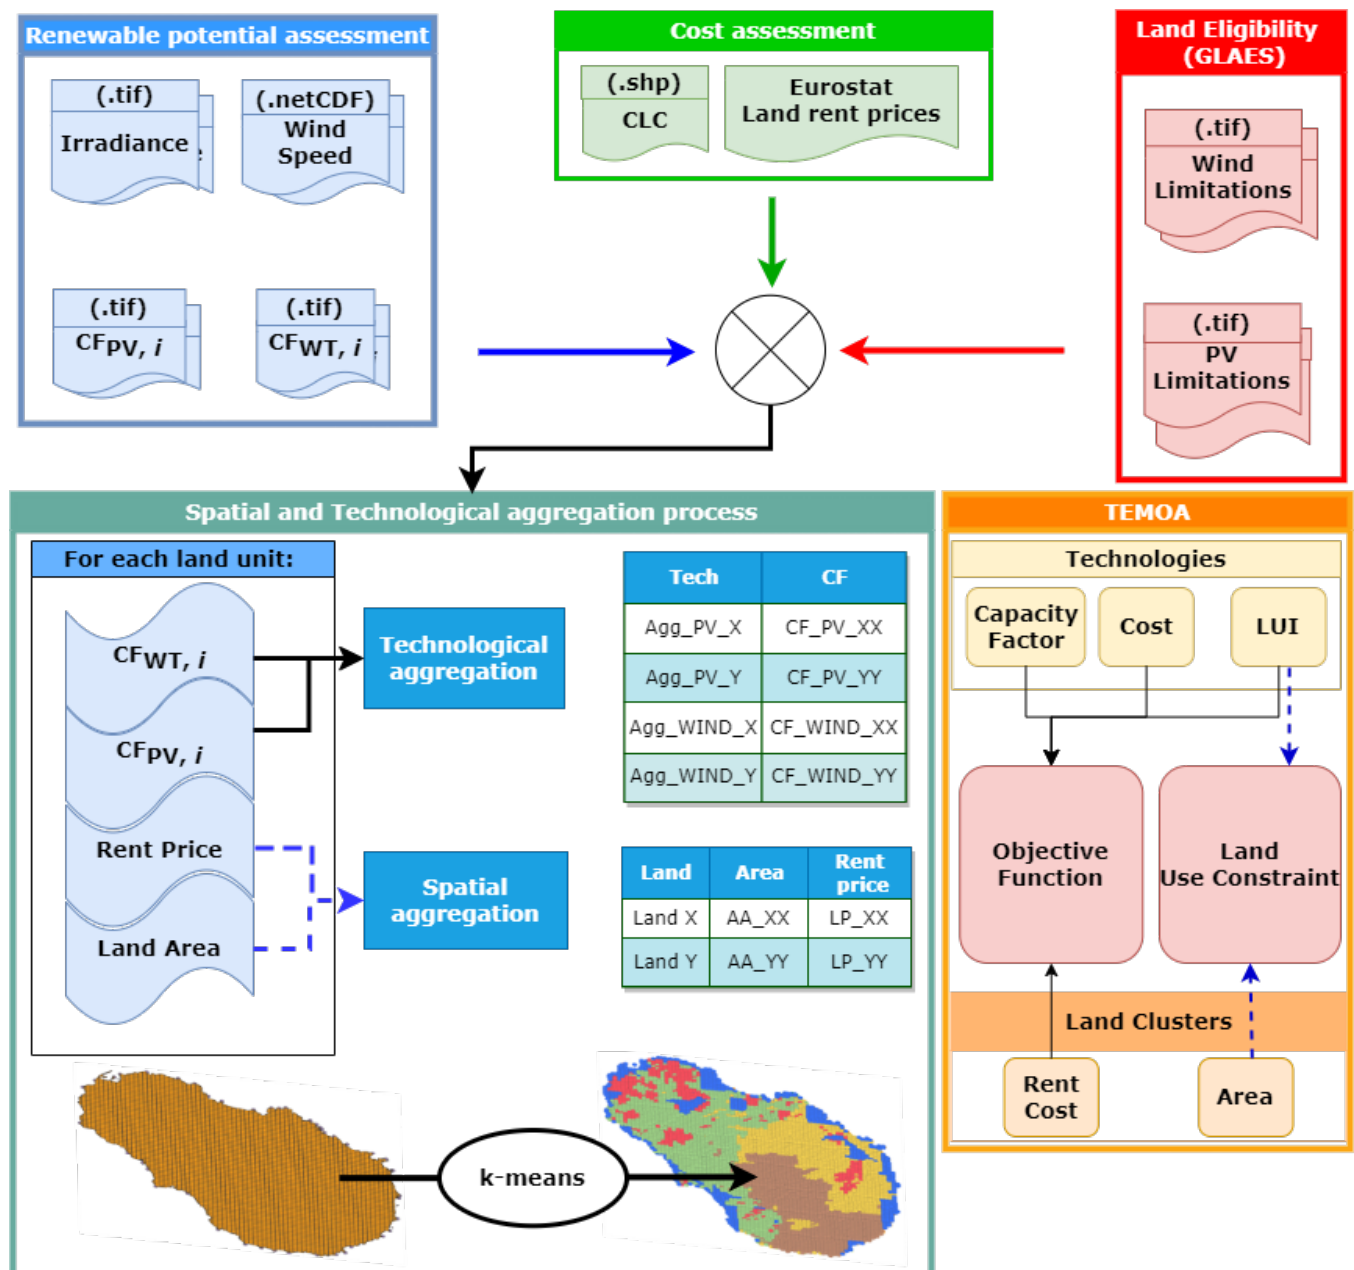 Renewable potential assessment
(.tif)
Irradiance
(.netCDF)
Wind
Speed
(.tif)
CFPV, i
(.tif)
CFWT, i
Cost assessment
(.shp)
CLC
Eurostat
Land rent prices
Land Eligibility
(GLAES)
(.tif)
Wind
Limitations
(.tif)
PV
Limitations
Spatial and Technological aggregation process
For each land unit:
CFWT, i
CFPV, i
Rent Price
Land Area
Technological
aggregation
Spatial
aggregation
Tech CF
Agg_PV_X CF_PV_XX
Agg_PV_Y CF_PV_YY
Agg_WIND_X CF_WIND_XX
Agg_WIND_Y CF_WIND_YY
Land Area Rent
price
Land X AA_XX LP_XX
Land Y AA_YY LP_YY
k-means
TEMOA
Technologies
Capacity
Factor
Cost
LUI
Objective
Function
Land
Use Constraint
Land Clusters
Rent
Cost
Area